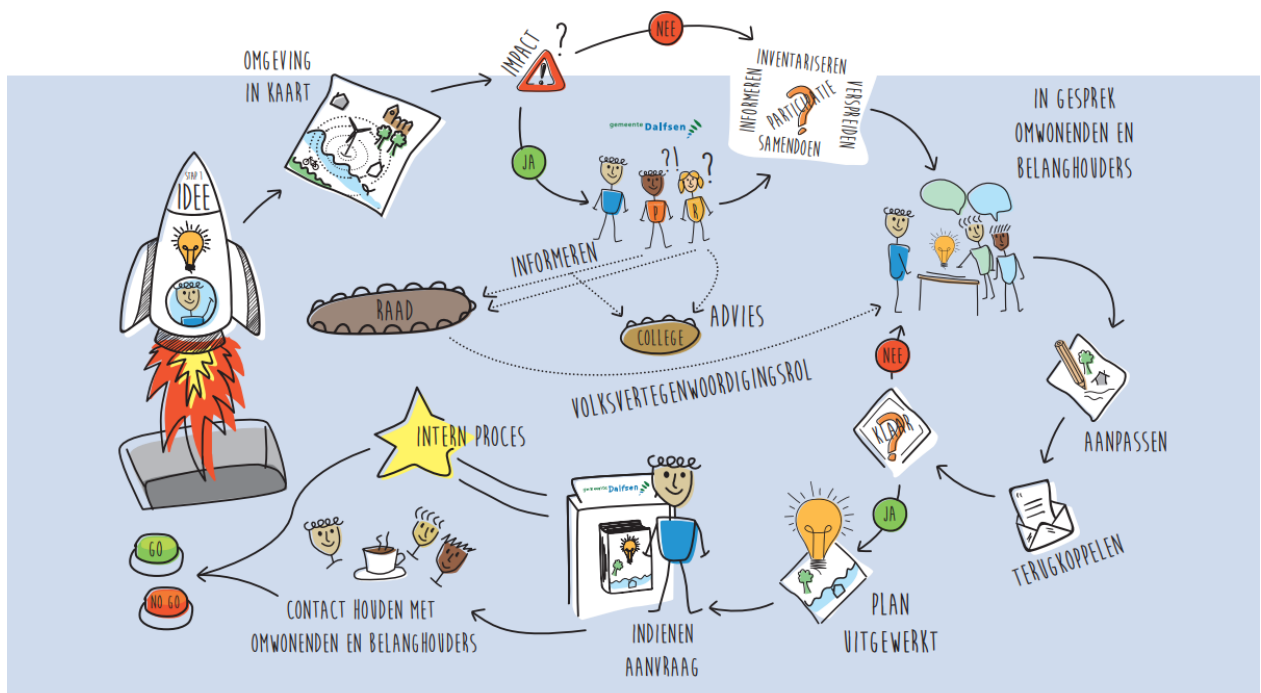 STAP 1
IDEE
OMGEVING
IN KAART
IMPACT
?
NEE
JA
gemeente Dalfsen
?!
?
P
R
INVENTARISEREN
INFORMEREN
PARTICIPATIE
?
VERSPREIDEN
SAMENDOEN
IN GESPREK
OMWONENDEN EN
BELANGHOUDERS
INFORMEREN
RAAD
COLLEGE
ADVIES
VOLKSVERTEGENWOORDIGINGSROL
AANPASSEN
TERUGKOPPELEN
KLAAR
?
NEE
JA
PLAN
UITGEWERKT
gemeente Dalfsen
INDIENEN
AANVRAAG
INTERN PROCES
CONTACT HOUDEN MET
OMWONENDEN EN BELANGHOUDERS
GO
NO GO